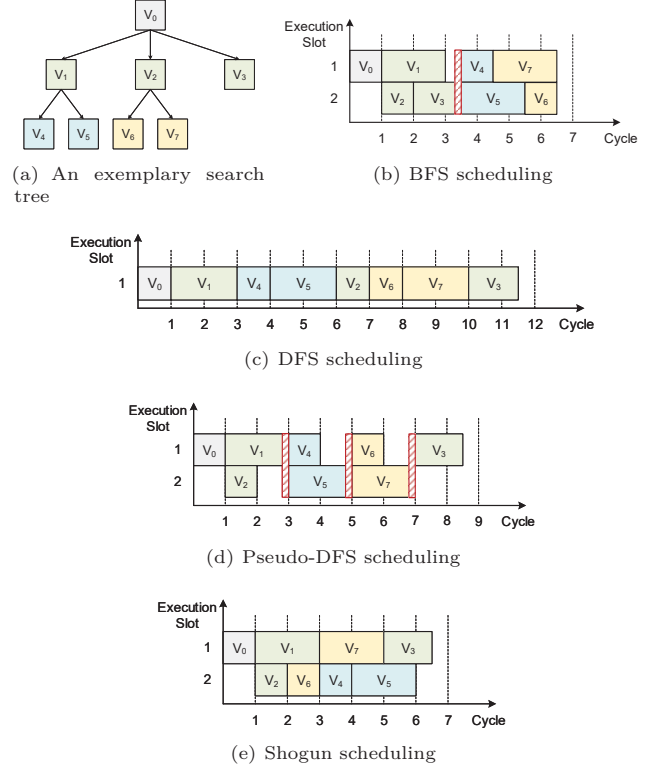 V0
V1 V2 V3
V4 V5 V6 V7
(a) An exemplary search
tree
Execution
Slot
1 V0 V1 V4 V7
2 V2 V3 V5 V6
1 2 3 4 5 6 7 Cycle
(b) BFS scheduling
Execution
Slot
1 V0 V1 V4 V5 V2 V6 V7 V3
1 2 3 4 5 6 7 8 9 10 11 12 Cycle
(c) DFS scheduling
Execution
Slot
1 V0 V1 V4 V6 V3
2 V2 V5 V7
1 2 3 4 5 6 7 8 9 Cycle
(d) Pseudo-DFS scheduling
Execution
Slot
1 V0 V1 V7 V3
2 V2 V6 V4 V5
1 2 3 4 5 6 7 Cycle
(e) Shogun scheduling